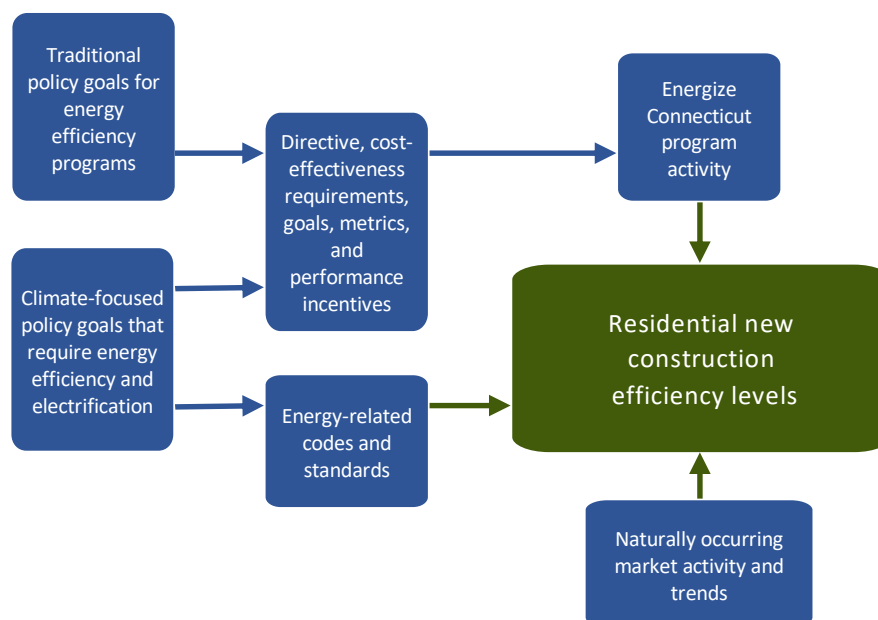 Traditional
policy goals for
energy
efficiency
programs
Directive, cost-
effectiveness
requirements,
goals, metrics,
and
performance
incentives
Energize
Connecticut
program
activity
Climate-focused
policy goals that
require energy
efficiency and
electrification
Energy-related
codes and
standards
Residential new
construction
efficiency levels
Naturally occurring
market activity and
trends